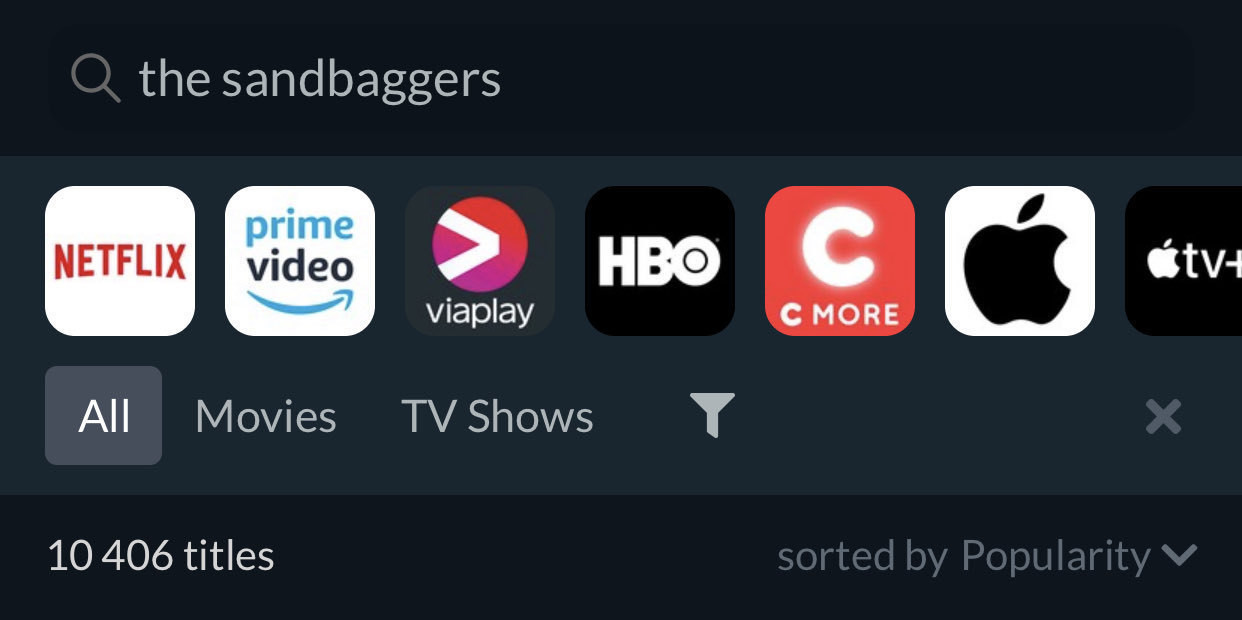 the sandbaggers
NETFLIX
prime video
viaplay
HBO
C
C MORE
tv+
All Movies TV Shows
10 406 titles sorted by Popularity